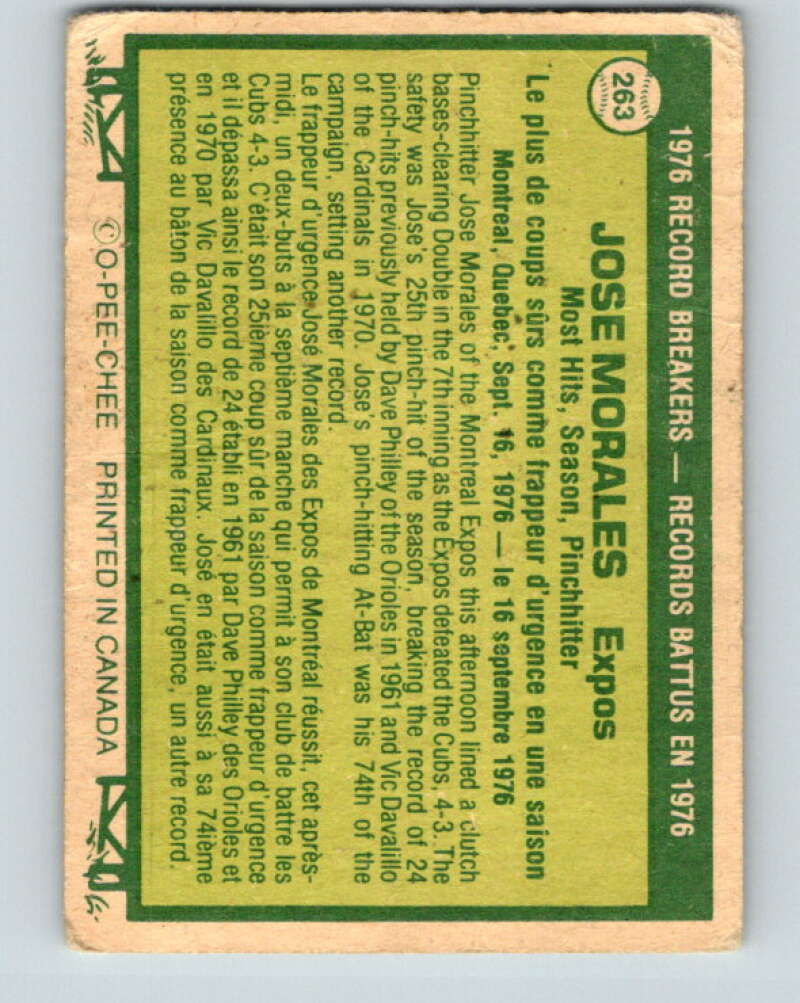 263
1976 RECORD BREAKERS — RECORDS BATTUS EN 1976
JOSE MORALES Expos
Most Hits, Season, Pinchhitter
Le plus de coups sûrs comme frappeur d'urgence en une saison
Montreal, Quebec, Sept. 16, 1976 — le 16 septembre 1976
Pinchhitter Jose Morales of the Montreal Expos this afternoon lined a clutch
bases-clearing Double in the 7th inning as the Expos defeated the Cubs, 4-3. The
safety was Jose's 25th pinch-hit of the season, breaking the record of 24
pinch-hits previously held by Dave Philley of the Orioles in 1961 and Vic Davalillo
of the Cardinals in 1970. Jose's pinch-hitting At-Bat was his 74th of the
campaign, setting another record.
Le frappeur d'urgence José Morales des Expos de Montréal réussit, cet après-
midi, un deux-buts à la septième manche qui permit à son club de battre les
Cubs 4-3. C'était son 25ième coup sûr de la saison comme frappeur d'urgence
et il dépassa ainsi le record de 24 établi en 1961 par Dave Philley des Orioles et
en 1970 par Vic Davalillo des Cardinaux. José en était aussi à sa 74ième
présence au bâton de la saison comme frappeur d'urgence, un autre record.
©O-PEE-CHEE PRINTED IN CANADA